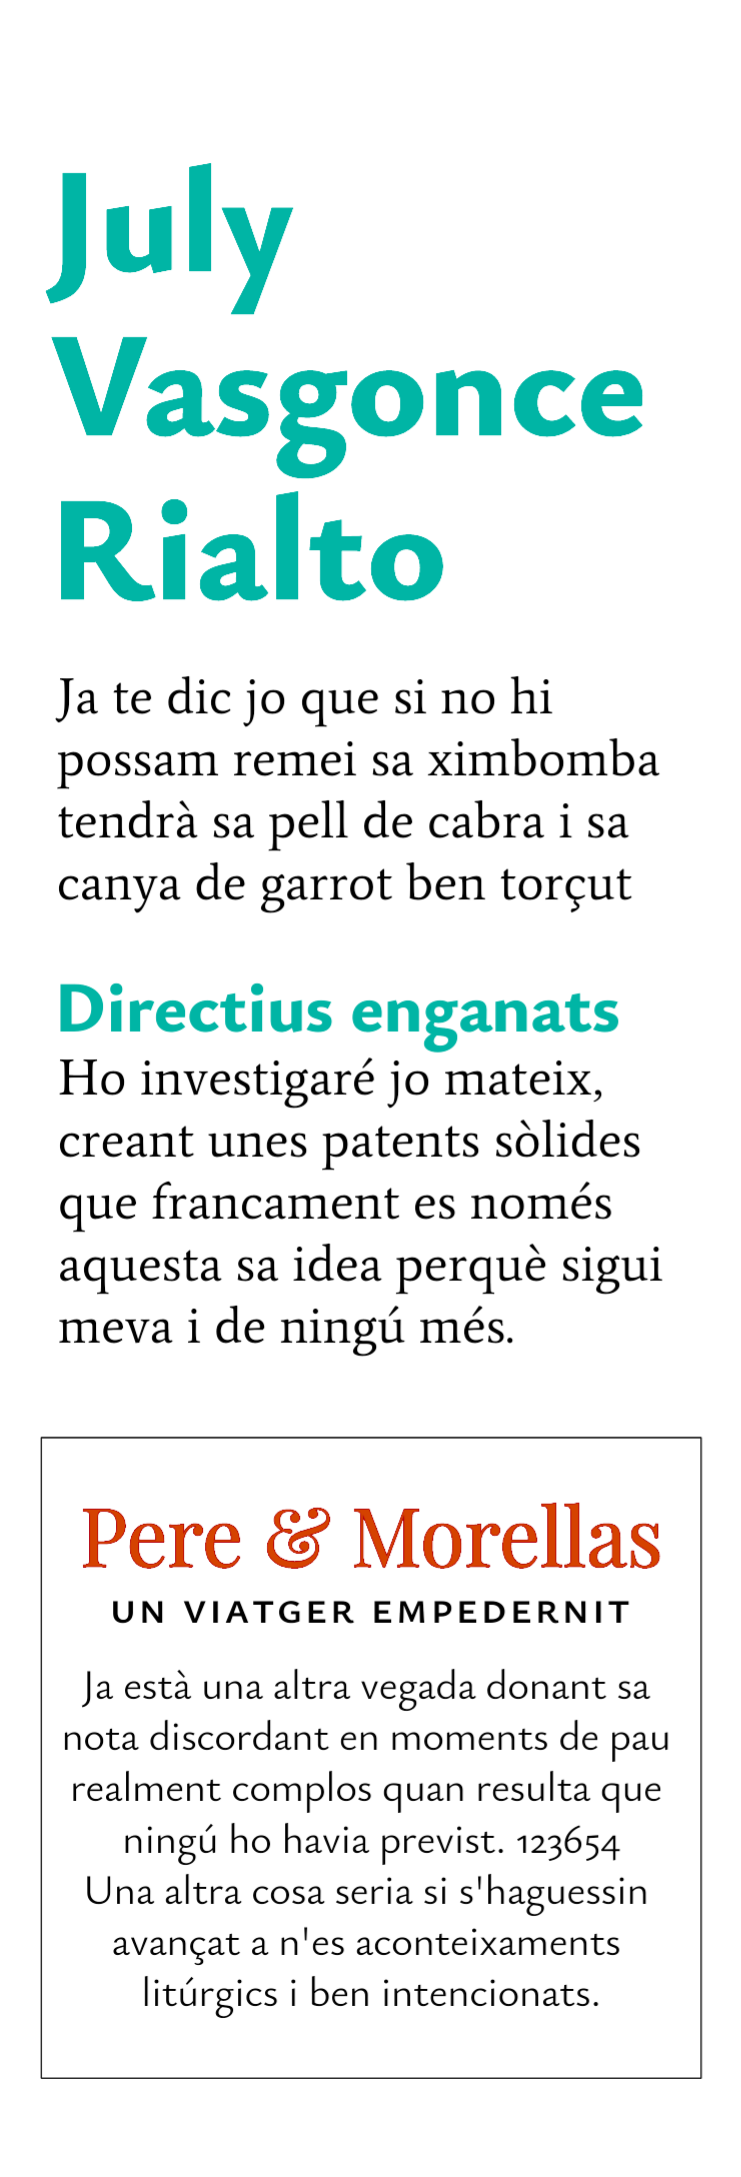 July
Vasgonce
Rialto
Ja te dic jo que si no hi
possam remei sa ximbomba
tendrà sa pell de cabra i sa
canya de garrot ben torçut
Directius enganats
Ho investigaré jo mateix,
creant unes patents sòlides
que francament es només
aquesta sa idea perquè sigui
meva i de ningú més.
Pere & Morellas
UN VIATGER EMPEDERNIT
Ja està una altra vegada donant sa
nota discordant en moments de pau
realment complos quan resulta que
ningú ho havia previst. 123654
Una altra cosa seria si s'haguessin
avançat a n'es aconteixaments
litúrgics i ben intencionats.